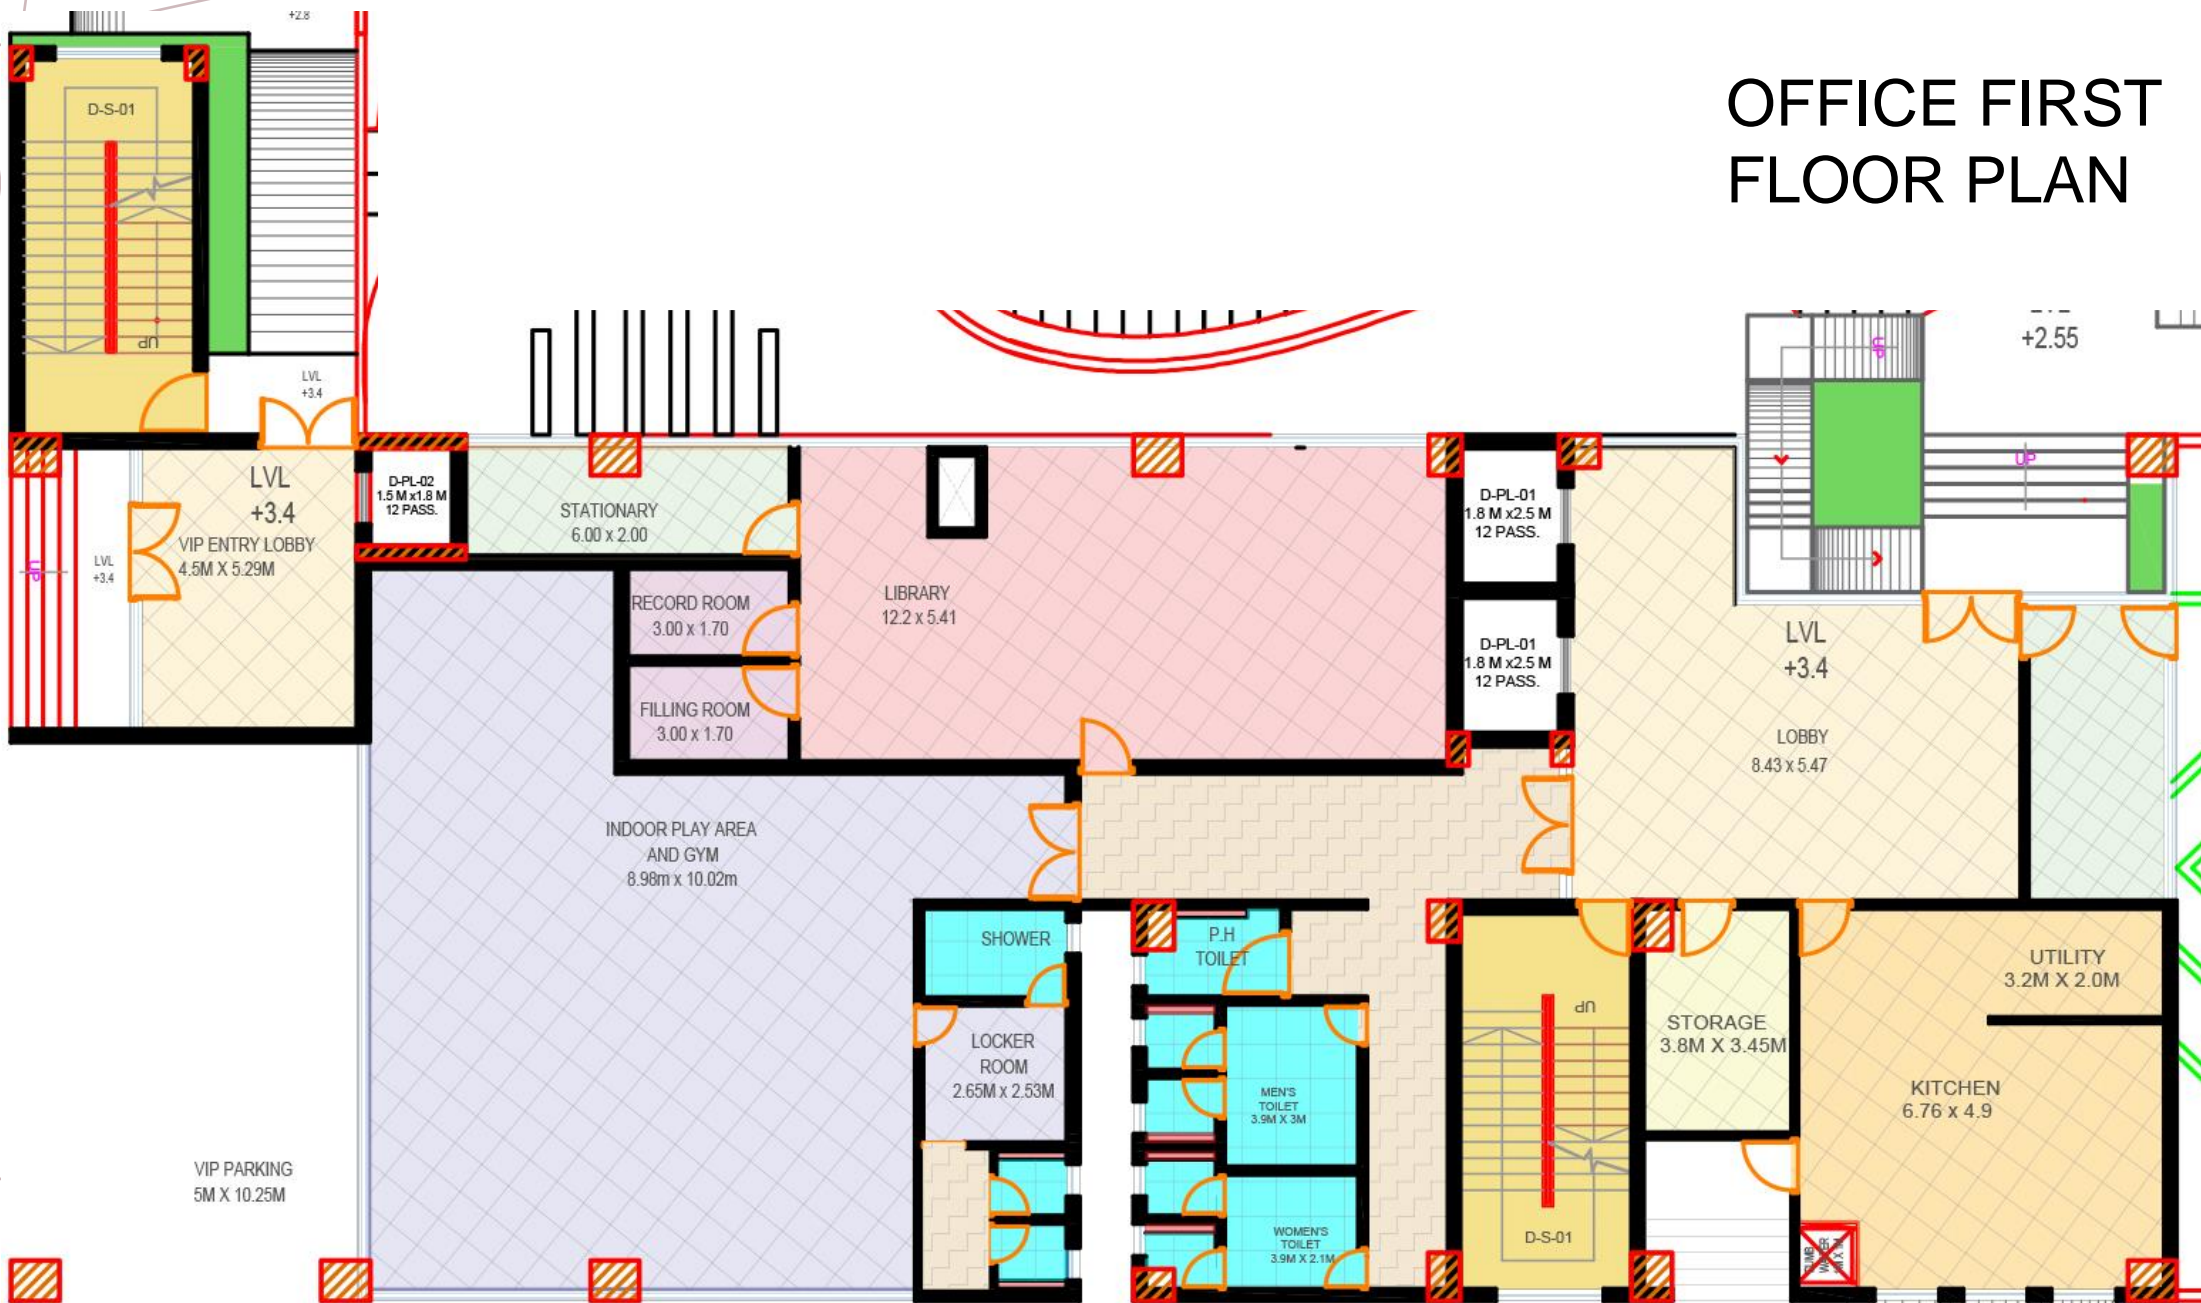 +2.8
OFFICE FIRST
FLOOR PLAN
D-S-01
UP
LVL
+3.4
+2.55
UP
UP
LVL
+3.4
VIP ENTRY LOBBY
4.5M X 5.29M
LVL
+3.4
UP
D-PL-02
1.5 M x1.8 M
12 PASS.
STATIONARY
6.00 x 2.00
RECORD ROOM
3.00 x 1.70
FILLING ROOM
3.00 x 1.70
LIBRARY
12.2 x 5.41
D-PL-01
1.8 M x2.5 M
12 PASS.
D-PL-01
1.8 M x2.5 M
12 PASS.
LVL
+3.4
LOBBY
8.43 x 5.47
INDOOR PLAY AREA
AND GYM
8.98m x 10.02m
SHOWER
P.H
TOILET
LOCKER
ROOM
2.65M x 2.53M
MEN'S
TOILET
3.9M X 3M
WOMEN'S
TOILET
3.9M X 2.1M
UP
D-S-01
STORAGE
3.8M X 3.45M
UTILITY
3.2M X 2.0M
KITCHEN
6.76 x 4.9
VIP PARKING
5M X 10.25M